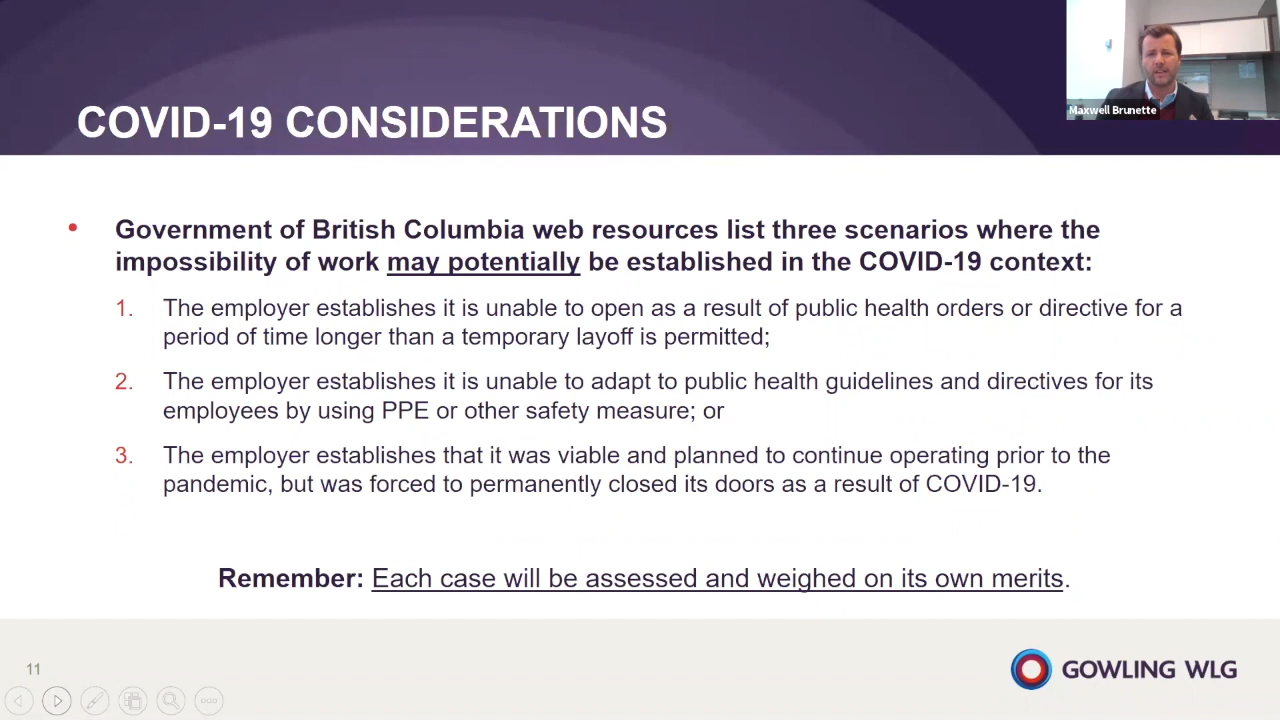 Maxwell Brunette
COVID-19 CONSIDERATIONS
• Government of British Columbia web resources list three scenarios where the
impossibility of work may potentially be established in the COVID-19 context:
1. The employer establishes it is unable to open as a result of public health orders or directive for a
period of time longer than a temporary layoff is permitted;
2. The employer establishes it is unable to adapt to public health guidelines and directives for its
employees by using PPE or other safety measure; or
3. The employer establishes that it was viable and planned to continue operating prior to the
pandemic, but was forced to permanently closed its doors as a result of COVID-19.
Remember: Each case will be assessed and weighed on its own merits.
11
GOWLING WLG